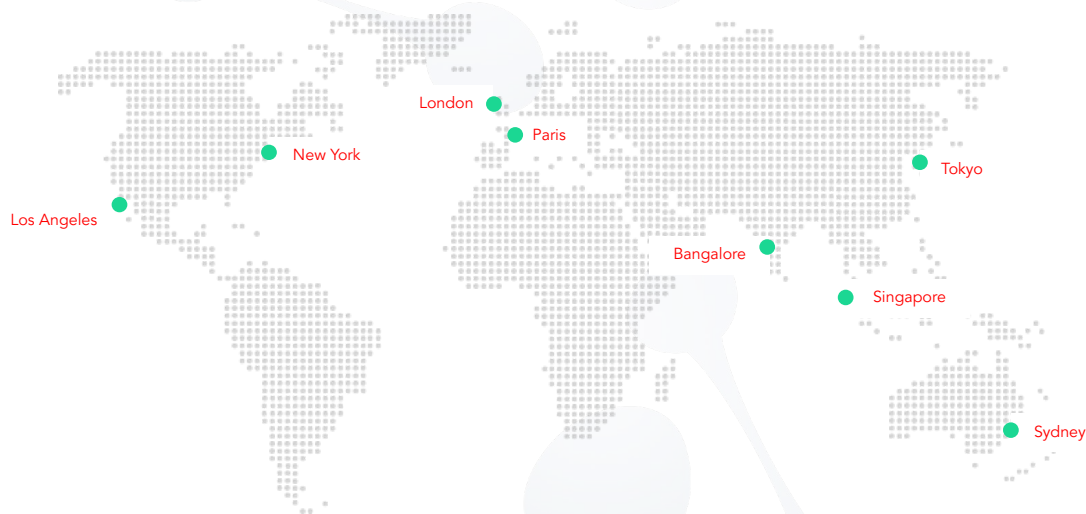 London
Paris
New York
Tokyo
Los Angeles
Bangalore
Singapore
Sydney